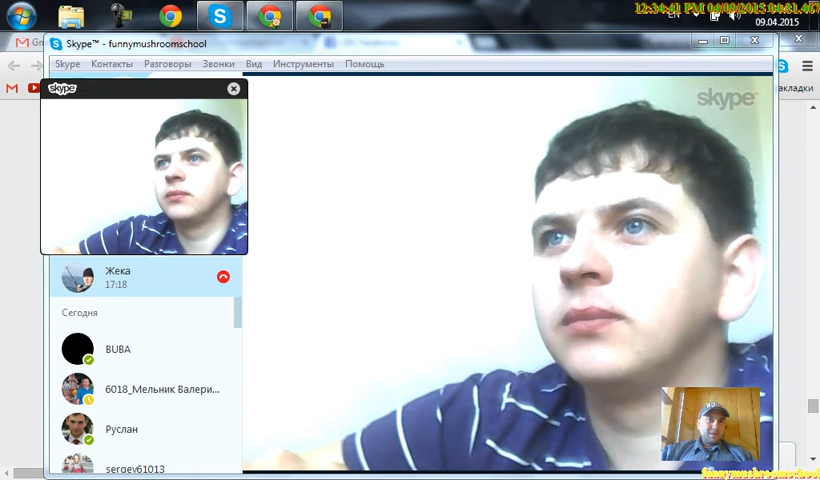 12:34:41 PM 04/09/2015
EN
09.04.2015
Skype™ - funnymushroomschool
Skype Контакты Разговоры Звонки Вид Инструменты Помощь
skype
skype
акладки
Жека
17:18
Сегодня
BUBA
6018_Мельник Валери...
Руслан
sergey61013
funnymushroomschool